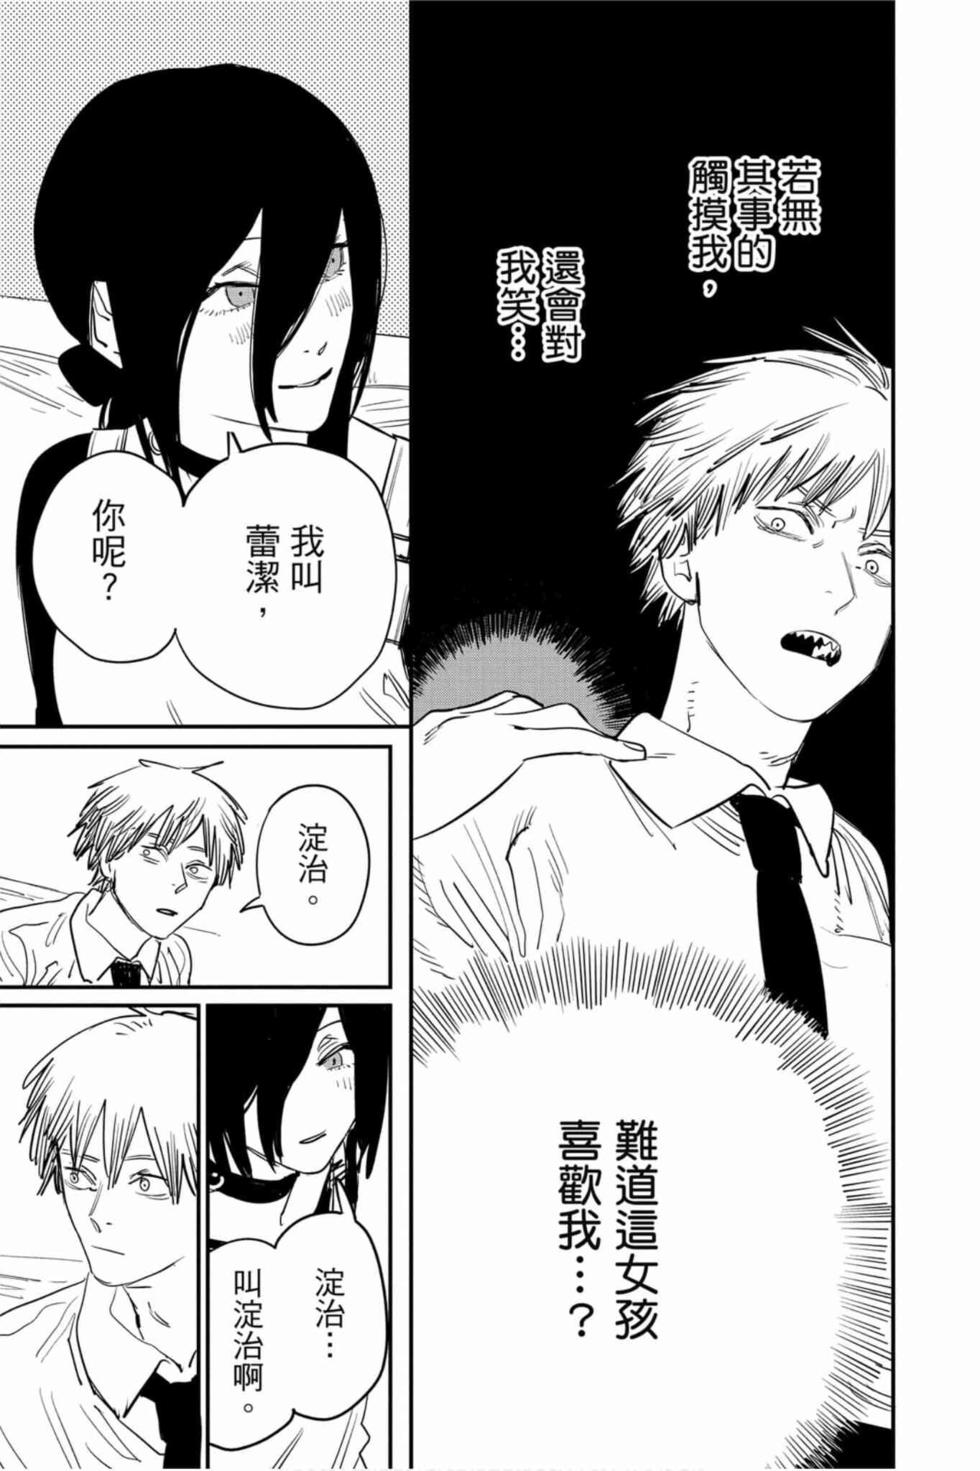 若無
其事的
觸摸我，
還會對
我笑…
難道這女孩
喜歡我…？
我叫
蕾潔，
你呢？
淀治。
淀治…
叫淀治啊。